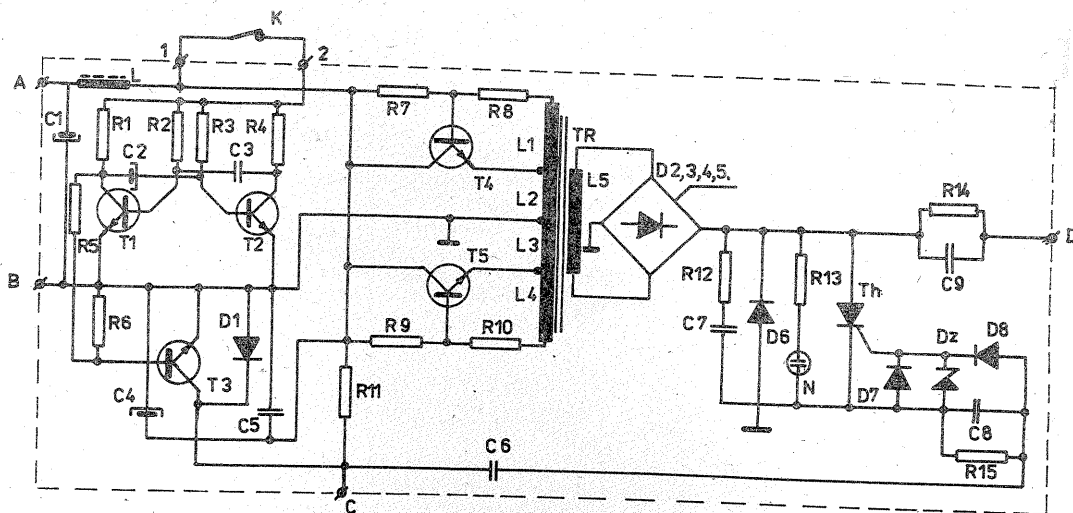 K
1
2
A
L
R7
R8
C1
R1
R2
R3
R4
L1
TR
C2
C3
T4
L5
D2,3,4,5.
L2
R14
R5
T1
T2
L3
D
B
T5
R12
R13
C9
L4
Th
R6
D1
R9
R10
C7
D6
Dz
D8
T3
N
D7
C4
C5
R11
C8
C6
R15
C